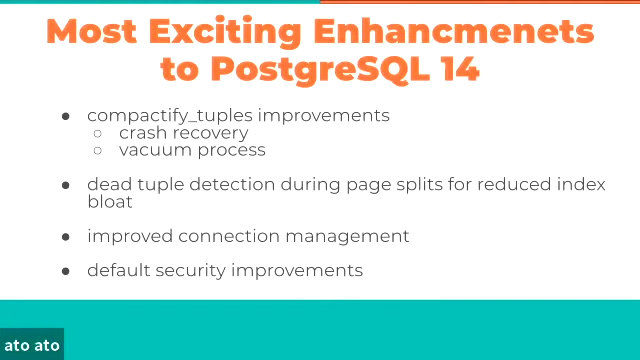 Most Exciting Enhancmenets
to PostgreSQL 14
● compactify_tuples improvements
○ crash recovery
○ vacuum process
● dead tuple detection during page splits for reduced index
bloat
● improved connection management
● default security improvements
ato ato